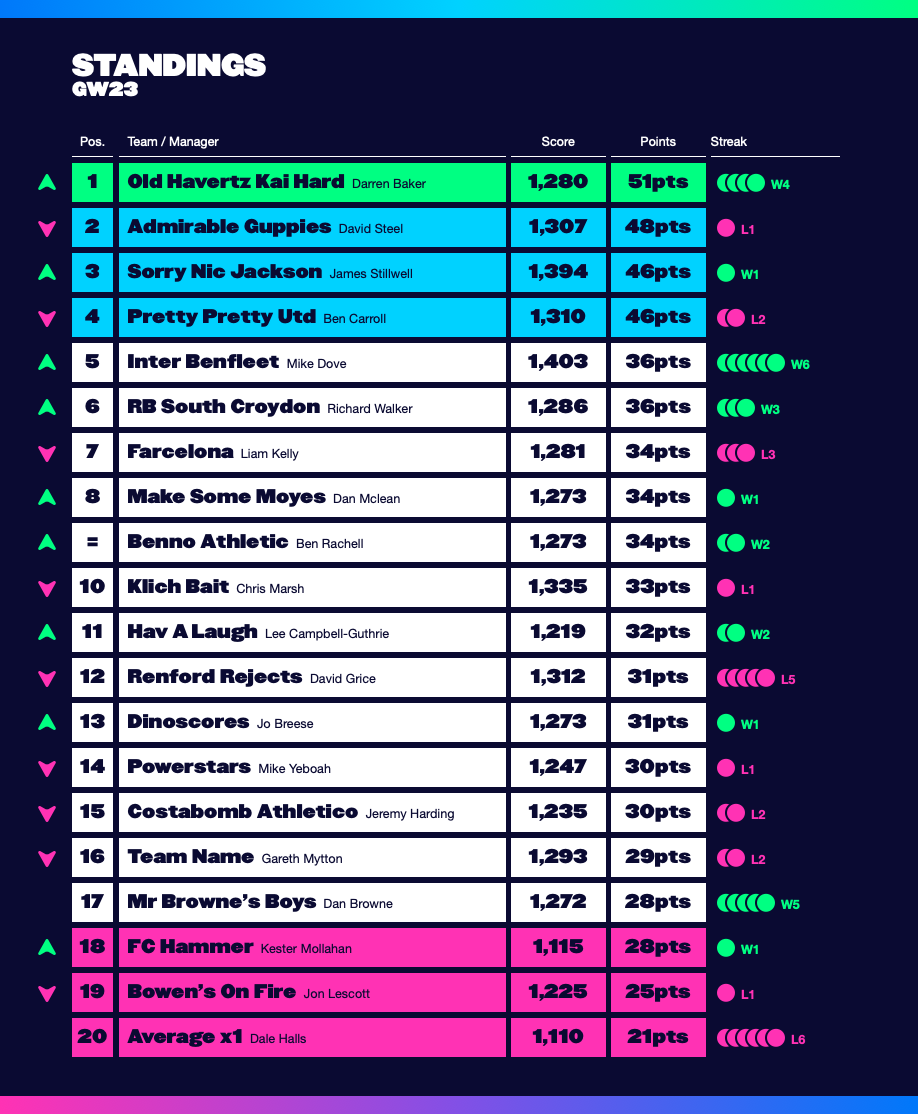 STANDINGS
GW23
Pos. Team / Manager Score Points Streak
1 Old Havertz Kai Hard Darren Baker 1,280 51pts W4
2 Admirable Guppies David Steel 1,307 48pts L1
3 Sorry Nic Jackson James Stillwell 1,394 46pts W1
4 Pretty Pretty Utd Ben Carroll 1,310 46pts L2
5 Inter Benfleet Mike Dove 1,403 36pts W6
6 RB South Croydon Richard Walker 1,286 36pts W3
7 Farcelona Liam Kelly 1,281 34pts L3
8 Make Some Moyes Dan Mclean 1,273 34pts W1
= Benno Athletic Ben Rachell 1,273 34pts W2
10 Klich Bait Chris Marsh 1,335 33pts L1
11 Hav A Laugh Lee Campbell-Guthrie 1,219 32pts W2
12 Renford Rejects David Grice 1,312 31pts L5
13 Dinoscores Jo Breese 1,273 31pts W1
14 Powerstars Mike Yeboah 1,247 30pts L1
15 Costabomb Athletico Jeremy Harding 1,235 30pts L2
16 Team Name Gareth Mytton 1,293 29pts L2
17 Mr Browne’s Boys Dan Browne 1,272 28pts W5
18 FC Hammer Kester Mollahan 1,115 28pts W1
19 Bowen’s On Fire Jon Lescott 1,225 25pts L1
20 Average x1 Dale Halls 1,110 21pts L6